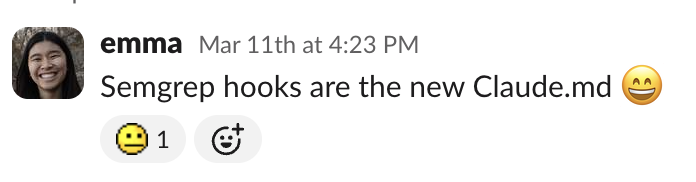 emma Mar 11th at 4:23 PM
Semgrep hooks are the new Claude.md 😄
1